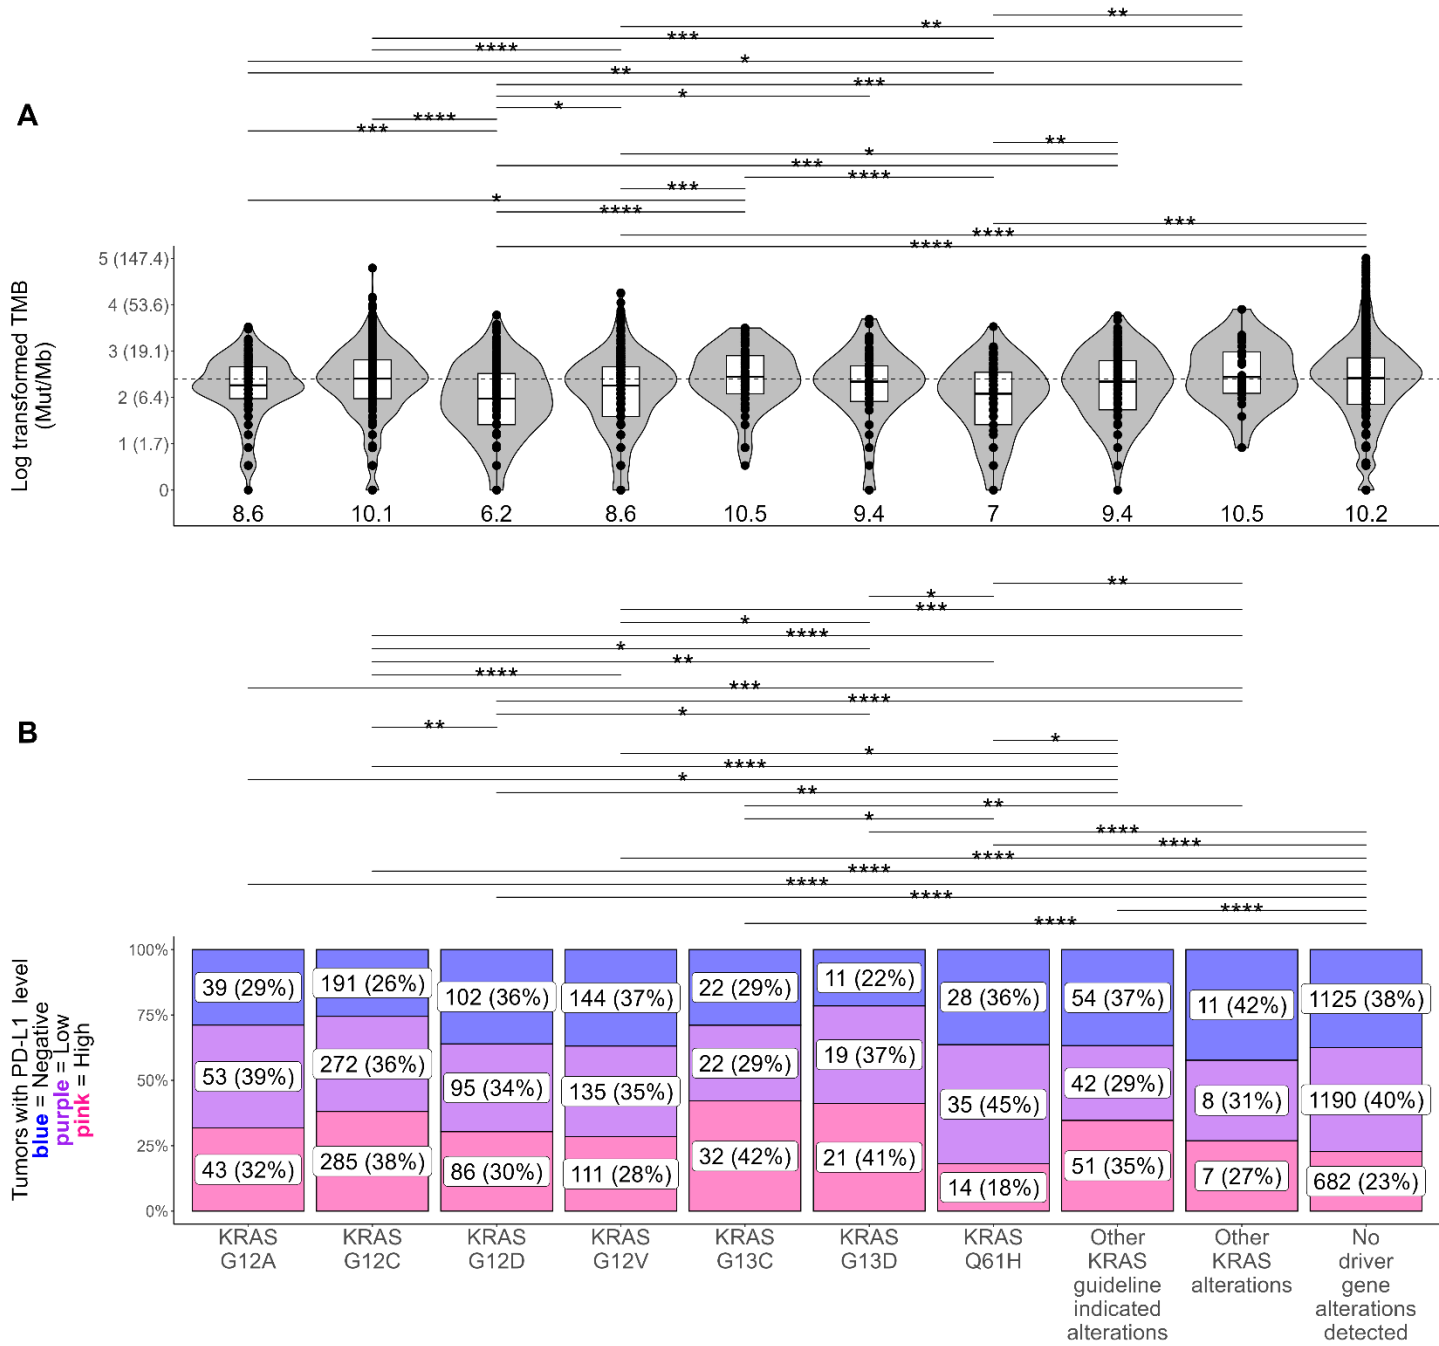 **
**
***
****
*
**
***
*
*
****
***
A
**
*
***
****
***
*
****
***
****
****
Log transformed TMB
(Mut/Mb)
5 (147.4)
4 (53.6)
3 (19.1)
2 (6.4)
1 (1.7)
0
8.6 10.1 6.2 8.6 10.5 9.4 7 9.4 10.5 10.2
**
*
***
*
****
*
**
****
***
****
*
**
B
*
*
****
*
**
**
*
****
****
****
****
****
****
****
****
Tumors with PD-L1 level
blue = Negative
purple = Low
pink = High
100%
75%
50%
25%
0%
39 (29%) 191 (26%) 102 (36%) 144 (37%) 22 (29%) 11 (22%) 28 (36%) 54 (37%) 11 (42%) 1125 (38%)
53 (39%) 272 (36%) 95 (34%) 135 (35%) 22 (29%) 19 (37%) 35 (45%) 42 (29%) 8 (31%) 1190 (40%)
43 (32%) 285 (38%) 86 (30%) 111 (28%) 32 (42%) 21 (41%) 14 (18%) 51 (35%) 7 (27%) 682 (23%)
KRAS
G12A
KRAS
G12C
KRAS
G12D
KRAS
G12V
KRAS
G13C
KRAS
G13D
KRAS
Q61H
Other
KRAS
guideline
indicated
alterations
Other
KRAS
alterations
No
driver
gene
alterations
detected